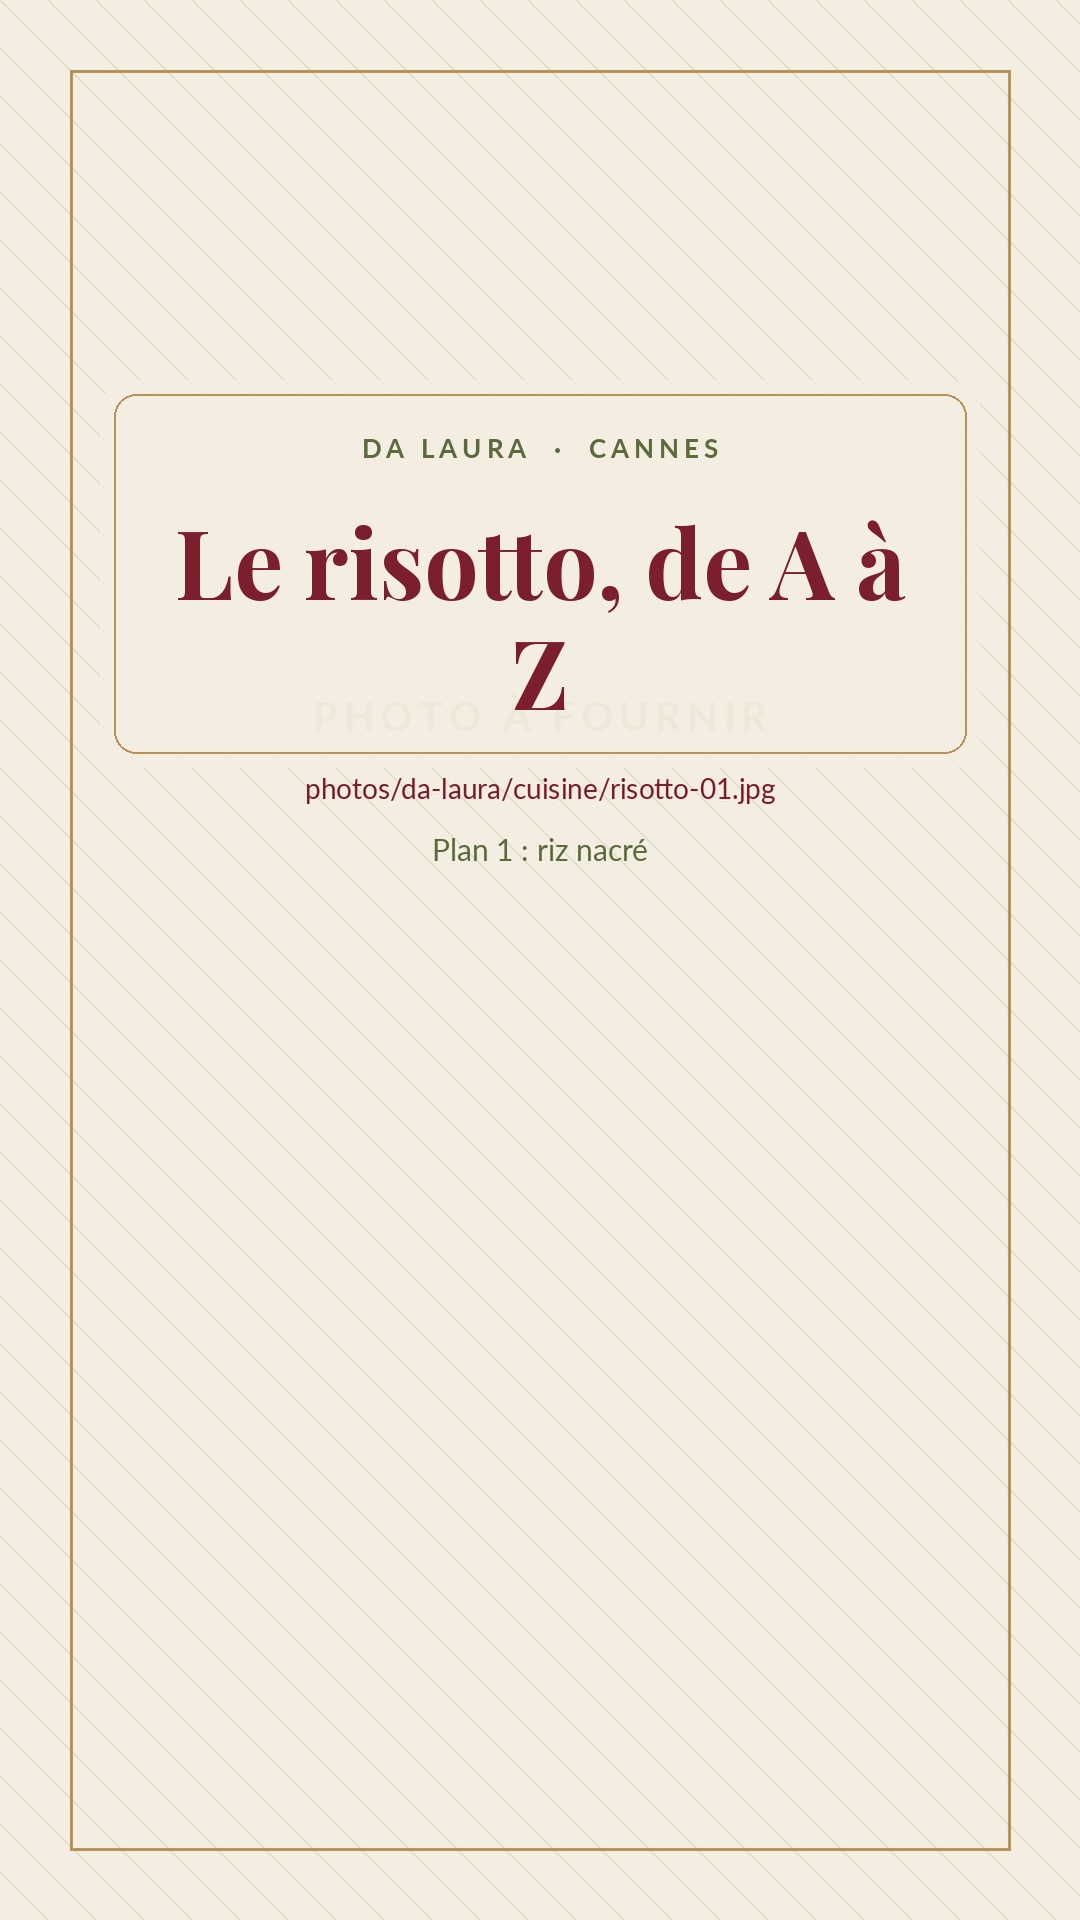 DA LAURA · CANNES
Le risotto, de A à
Z
PHOTO À FOURNIR
photos/da-laura/cuisine/risotto-01.jpg
Plan 1 : riz nacré